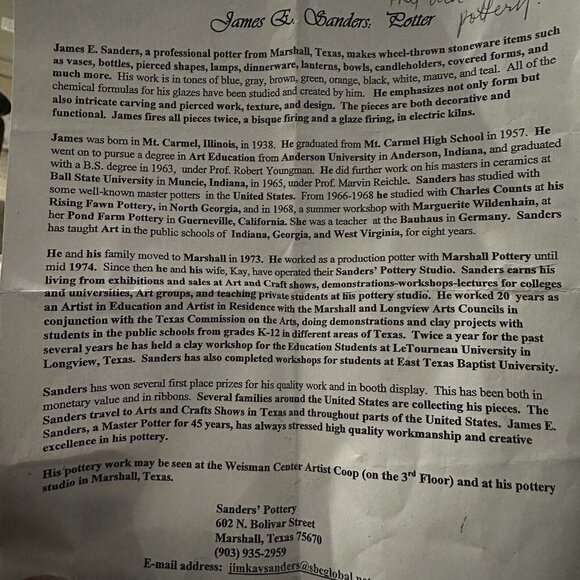 pottery.
James E. Sanders, Potter
James E. Sanders, a professional potter from Marshall, Texas, makes wheel-thrown stoneware items such
as vases, bottles, pierced shapes, lamps, dinnerware, lanterns, bowls, candleholders, covered forms, and
much more. His work is in tones of blue, gray, brown, green, orange, black, white, mauve, and teal. All of the
chemical formulas for his glazes have been studied and created by him. He emphasizes not only form but
also intricate carving and pierced work, texture, and design. The pieces are both decorative and
functional. James fires all pieces twice, a bisque firing and a glaze firing, in electric kilns.
James was born in Mt. Carmel, Illinois, in 1938. He graduated from Mt. Carmel High School in 1957. He
went on to pursue a degree in Art Education from Anderson University in Anderson, Indiana, and graduated
with a B.S. degree in 1963, under Prof. Robert Youngman. He did further work on his masters in ceramics at
Ball State University in Muncie, Indiana, in 1965, under Prof. Marvin Reichle. Sanders has studied with
some well-known master potters in the United States. From 1966-1968 he studied with Charles Counts at his
Rising Fawn Pottery, in North Georgia, and in 1968, a summer workshop with Marguerite Wildenhain, at
her Pond Farm Pottery in Guerneville, California. She was a teacher at the Bauhaus in Germany. Sanders
has taught Art in the public schools of Indiana, Georgia, and West Virginia, for eight years.
He and his family moved to Marshall in 1973. He worked as a production potter with Marshall Pottery until
mid 1974. Since then he and his wife, Kay, have operated their Sanders' Pottery Studio. Sanders earns his
living from exhibitions and sales at Art and Craft shows, demonstrations-workshops-lectures for colleges
and universities, Art groups, and teaching private students at his pottery studio. He worked 20 years as
an Artist in Education and Artist in Residence with the Marshall and Longview Arts Councils in
conjunction with the Texas Commission on the Arts, doing demonstrations and clay projects with
students in the public schools from grades K-12 in different areas of Texas. Twice a year for the past
several years he has held a clay workshop for the Education Students at LeTourneau University in
Longview, Texas. Sanders has also completed workshops for students at East Texas Baptist University.
Sanders has won several first place prizes for his quality work and in booth display. This has been both in
monetary value and in ribbons. Several families around the United States are collecting his pieces. The
Sanders travel to Arts and Crafts Shows in Texas and throughout parts of the United States. James E.
Sanders, a Master Potter for 45 years, has always stressed high quality workmanship and creative
excellence in his pottery.
His pottery work may be seen at the Weisman Center Artist Coop (on the 3rd Floor) and at his pottery
studio in Marshall, Texas.
Sanders' Pottery
602 N. Bolivar Street
Marshall, Texas 75670
(903) 935-2959
E-mail address: jimkaysanders@sbcglobal.net